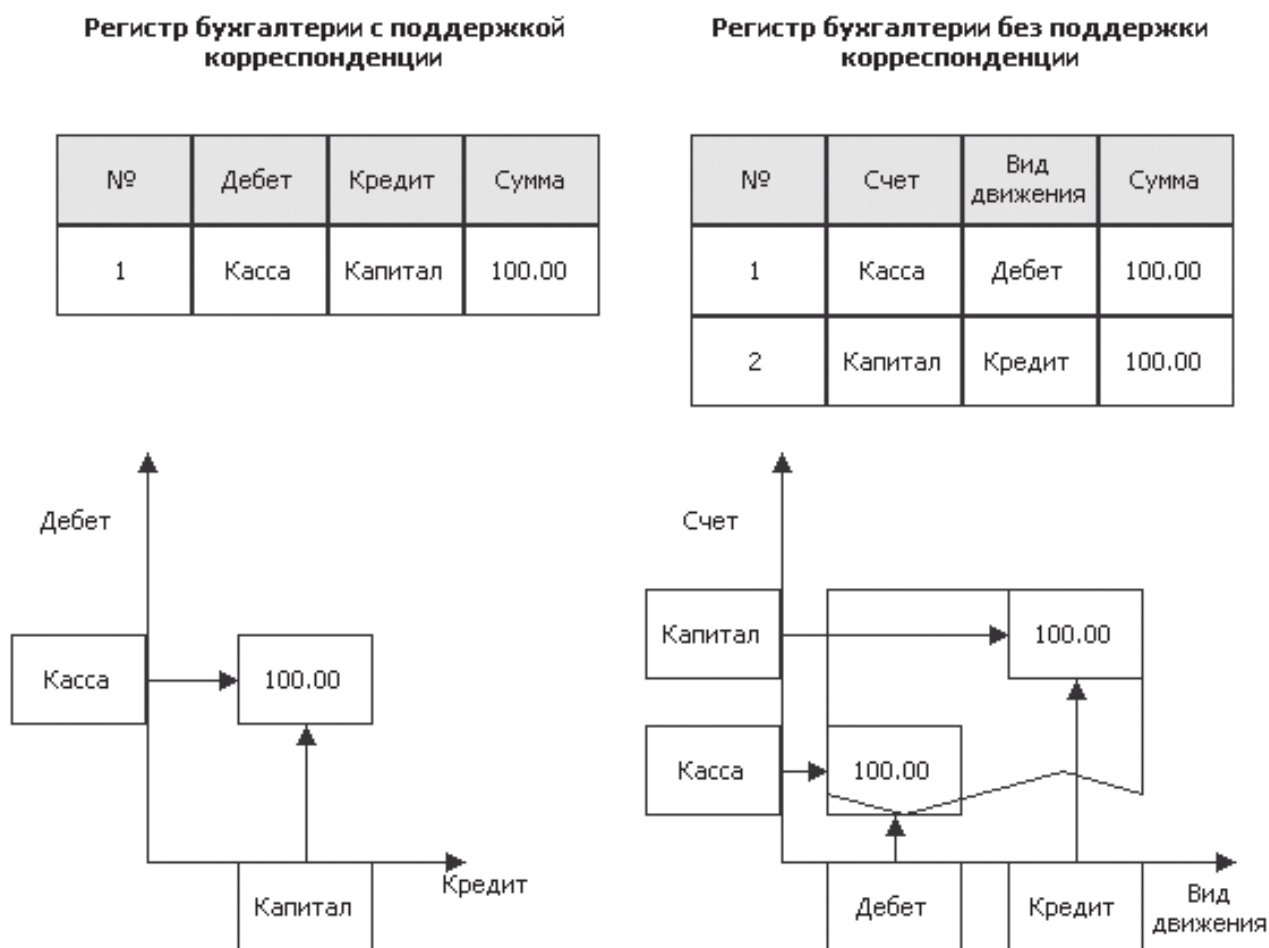 Регистр бухгалтерии с поддержкой
корреспонденции
№ Дебет Кредит Сумма
1 Касса Капитал 100.00
Дебет
Касса
100.00
Кредит
Капитал
Регистр бухгалтерии без поддержки
корреспонденции
№ Счет Вид
движения Сумма
1 Касса Дебет 100.00
2 Капитал Кредит 100.00
Счет
Капитал
100.00
Касса
100.00
Дебет
Кредит
Вид
движения